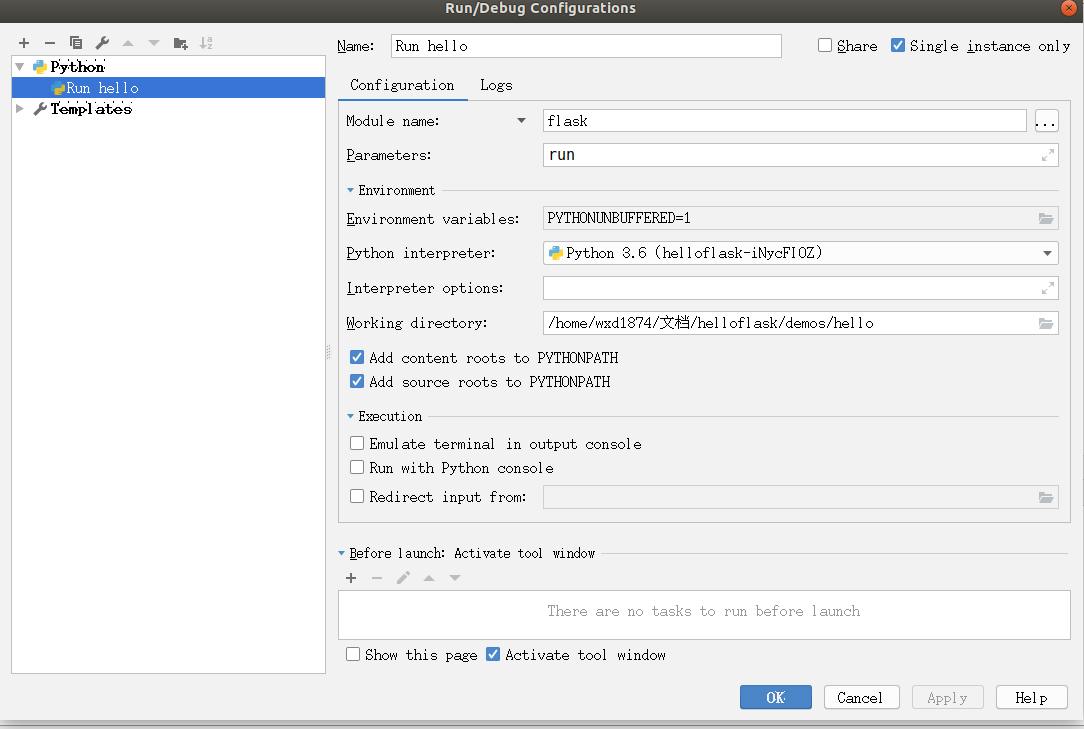 Run/Debug Configurations
Name: Run hello
Share
Single instance only
Python
Run hello
Templates
Configuration Logs
Module name: flask ...
Parameters: run
Environment
Environment variables: PYTHONUNBUFFERED=1
Python interpreter: Python 3.6 (helloflask-iNycFIOZ)
Interpreter options:
Working directory: /home/wxd1874/文档/helloflask/demos/hello
Add content roots to PYTHONPATH
Add source roots to PYTHONPATH
Execution
Emulate terminal in output console
Run with Python console
Redirect input from:
Before launch: Activate tool window
There are no tasks to run before launch
Show this page Activate tool window
OK Cancel Apply Help